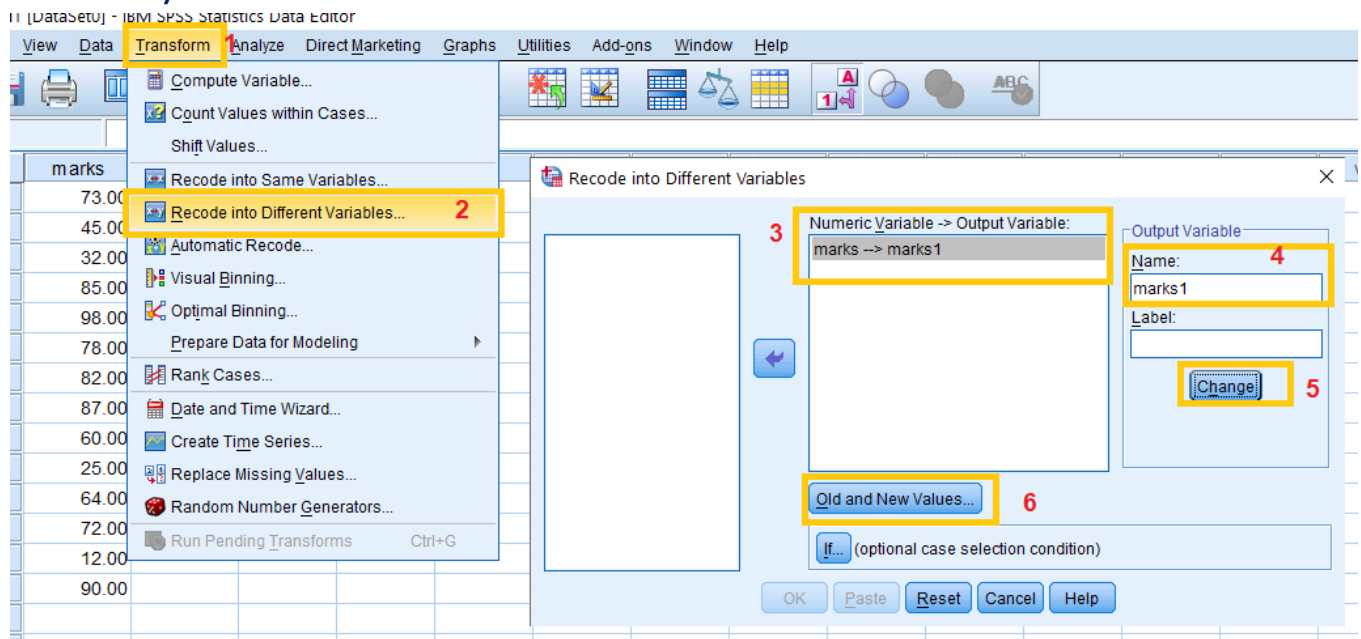 [DataSet0] - IBM SPSS Statistics Data Editor
View Data Transform 1 Analyze Direct Marketing Graphs Utilities Add-ons Window Help
Compute Variable...
Count Values within Cases...
Shift Values...
Recode into Same Variables...
Recode into Different Variables... 2
Automatic Recode...
Visual Binning...
Optimal Binning...
Prepare Data for Modeling
Rank Cases...
Date and Time Wizard...
Create Time Series...
Replace Missing Values...
Random Number Generators...
Run Pending Transforms Ctrl+G
A
1
ABC
marks
73.00
45.00
32.00
85.00
98.00
78.00
82.00
87.00
60.00
25.00
64.00
72.00
12.00
90.00
Recode into Different Variables
3
Numeric Variable -> Output Variable:
marks --> marks1
Output Variable
Name: 4
marks1
Label:
Change 5
Old and New Values... 6
If... (optional case selection condition)
OK Paste Reset Cancel Help